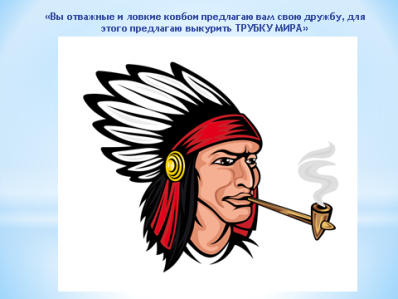 «Вы отважные и ловкие ковбои предлагаю вам свою дружбу, для
этого предлагаю выкурить ТРУБКУ МИРА»